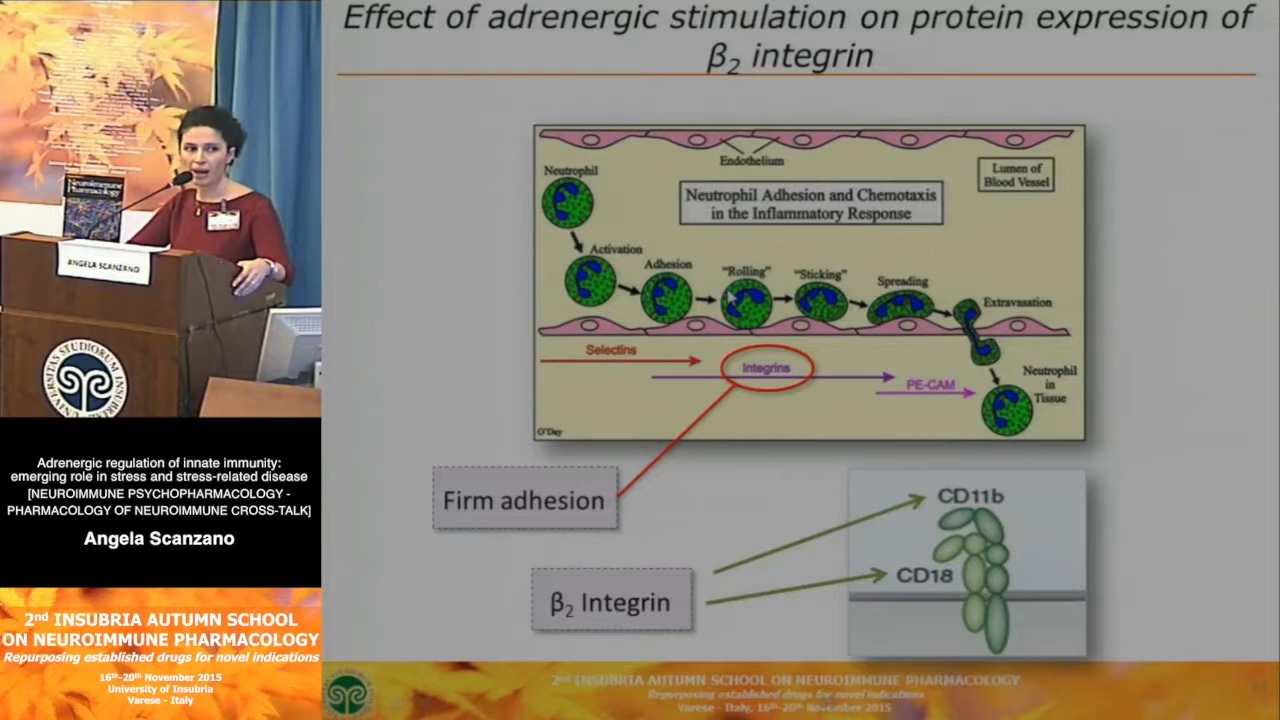 Effect of adrenergic stimulation on protein expression of
β2 integrin
Endothelium
Neutrophil
Lumen of
Blood Vessel
Neutrophil Adhesion and Chemotaxis
in the Inflammatory Response
Activation
Adhesion
“Rolling”
“Sticking”
Spreading
Extravasation
Selectins
Integrins
PE-CAM
Neutrophil
in
Tissue
O'Day
Firm adhesion
CD11b
CD18
β2 Integrin
2nd INSUBRIA AUTUMN SCHOOL ON NEUROIMMUNE PHARMACOLOGY
Repurposing established drugs for novel indications
Varese - Italy, 16th-20th November 2015
Neuroimmune
Pharmacology
ANGELA SCANZANO
Adrenergic regulation of innate immunity:
emerging role in stress and stress-related disease
[NEUROIMMUNE PSYCHOPHARMACOLOGY -
PHARMACOLOGY OF NEUROIMMUNE CROSS-TALK]
Angela Scanzano
2nd INSUBRIA AUTUMN SCHOOL
ON NEUROIMMUNE PHARMACOLOGY
Repurposing established drugs for novel indications
16th-20th November 2015
University of Insubria
Varese - Italy